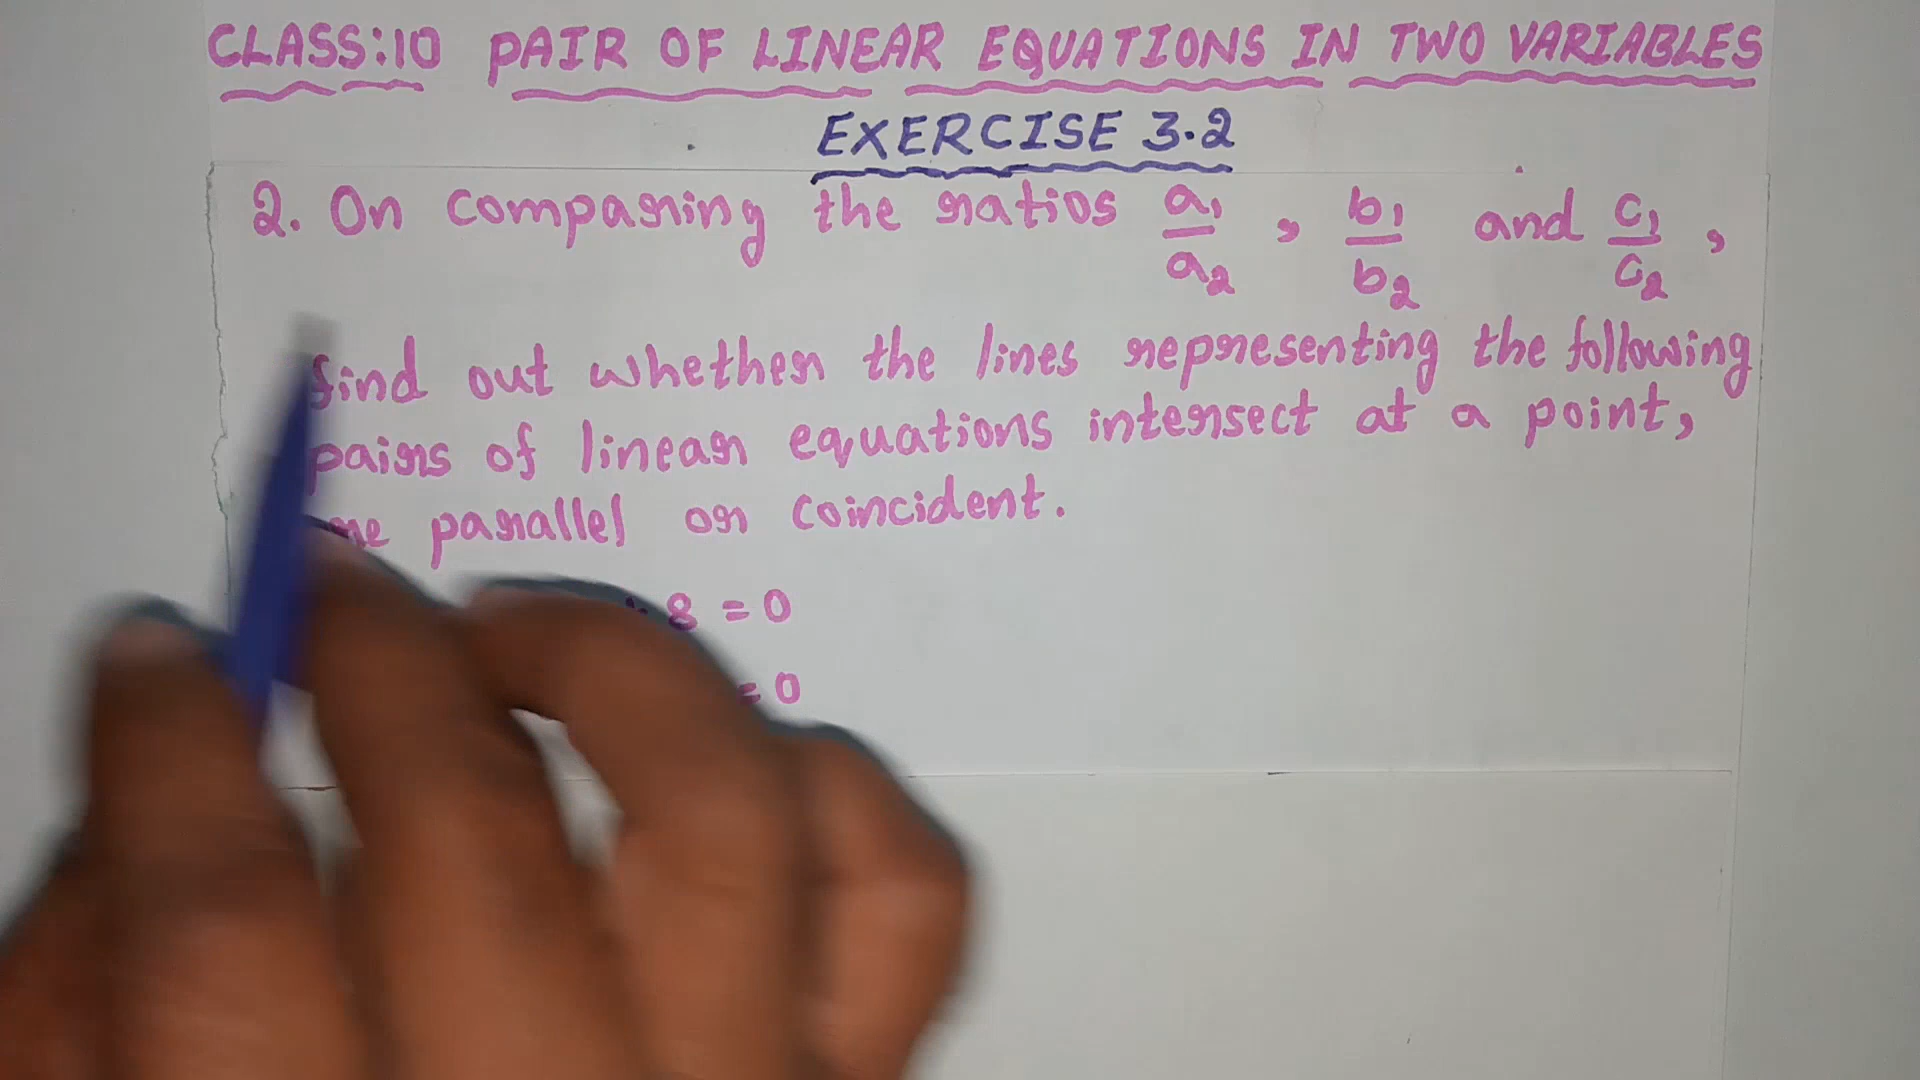 CLASS:10 PAIR OF LINEAR EQUATIONS IN TWO VARIABLES
EXERCISE 3.2
2. On comparing the ratios a1/a2, b1/b2 and c1/c2,
find out whether the lines representing the following
pairs of linear equations intersect at a point,
parallel or coincident.
8 = 0
= 0